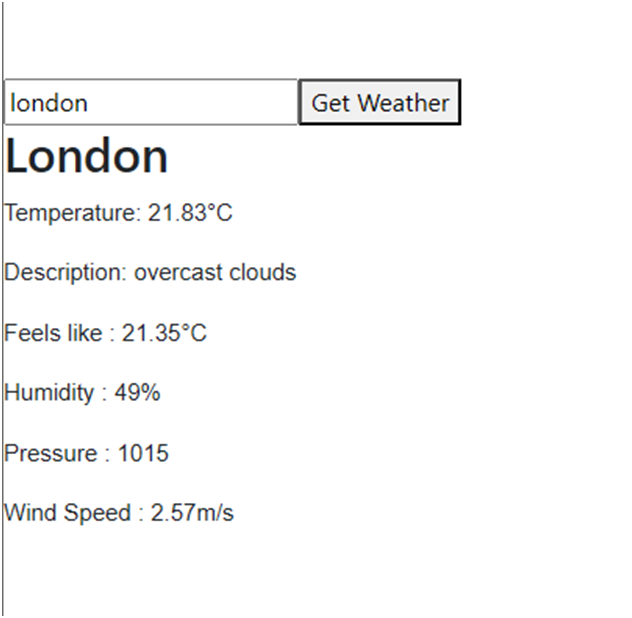 london Get Weather
London
Temperature: 21.83°C
Description: overcast clouds
Feels like : 21.35°C
Humidity : 49%
Pressure : 1015
Wind Speed : 2.57m/s